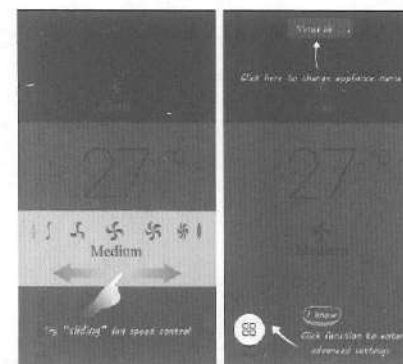 27
Medium
Try "sliding" fan speed control
Click here to change appliance name
27
I know
Click function to enter
advanced settings